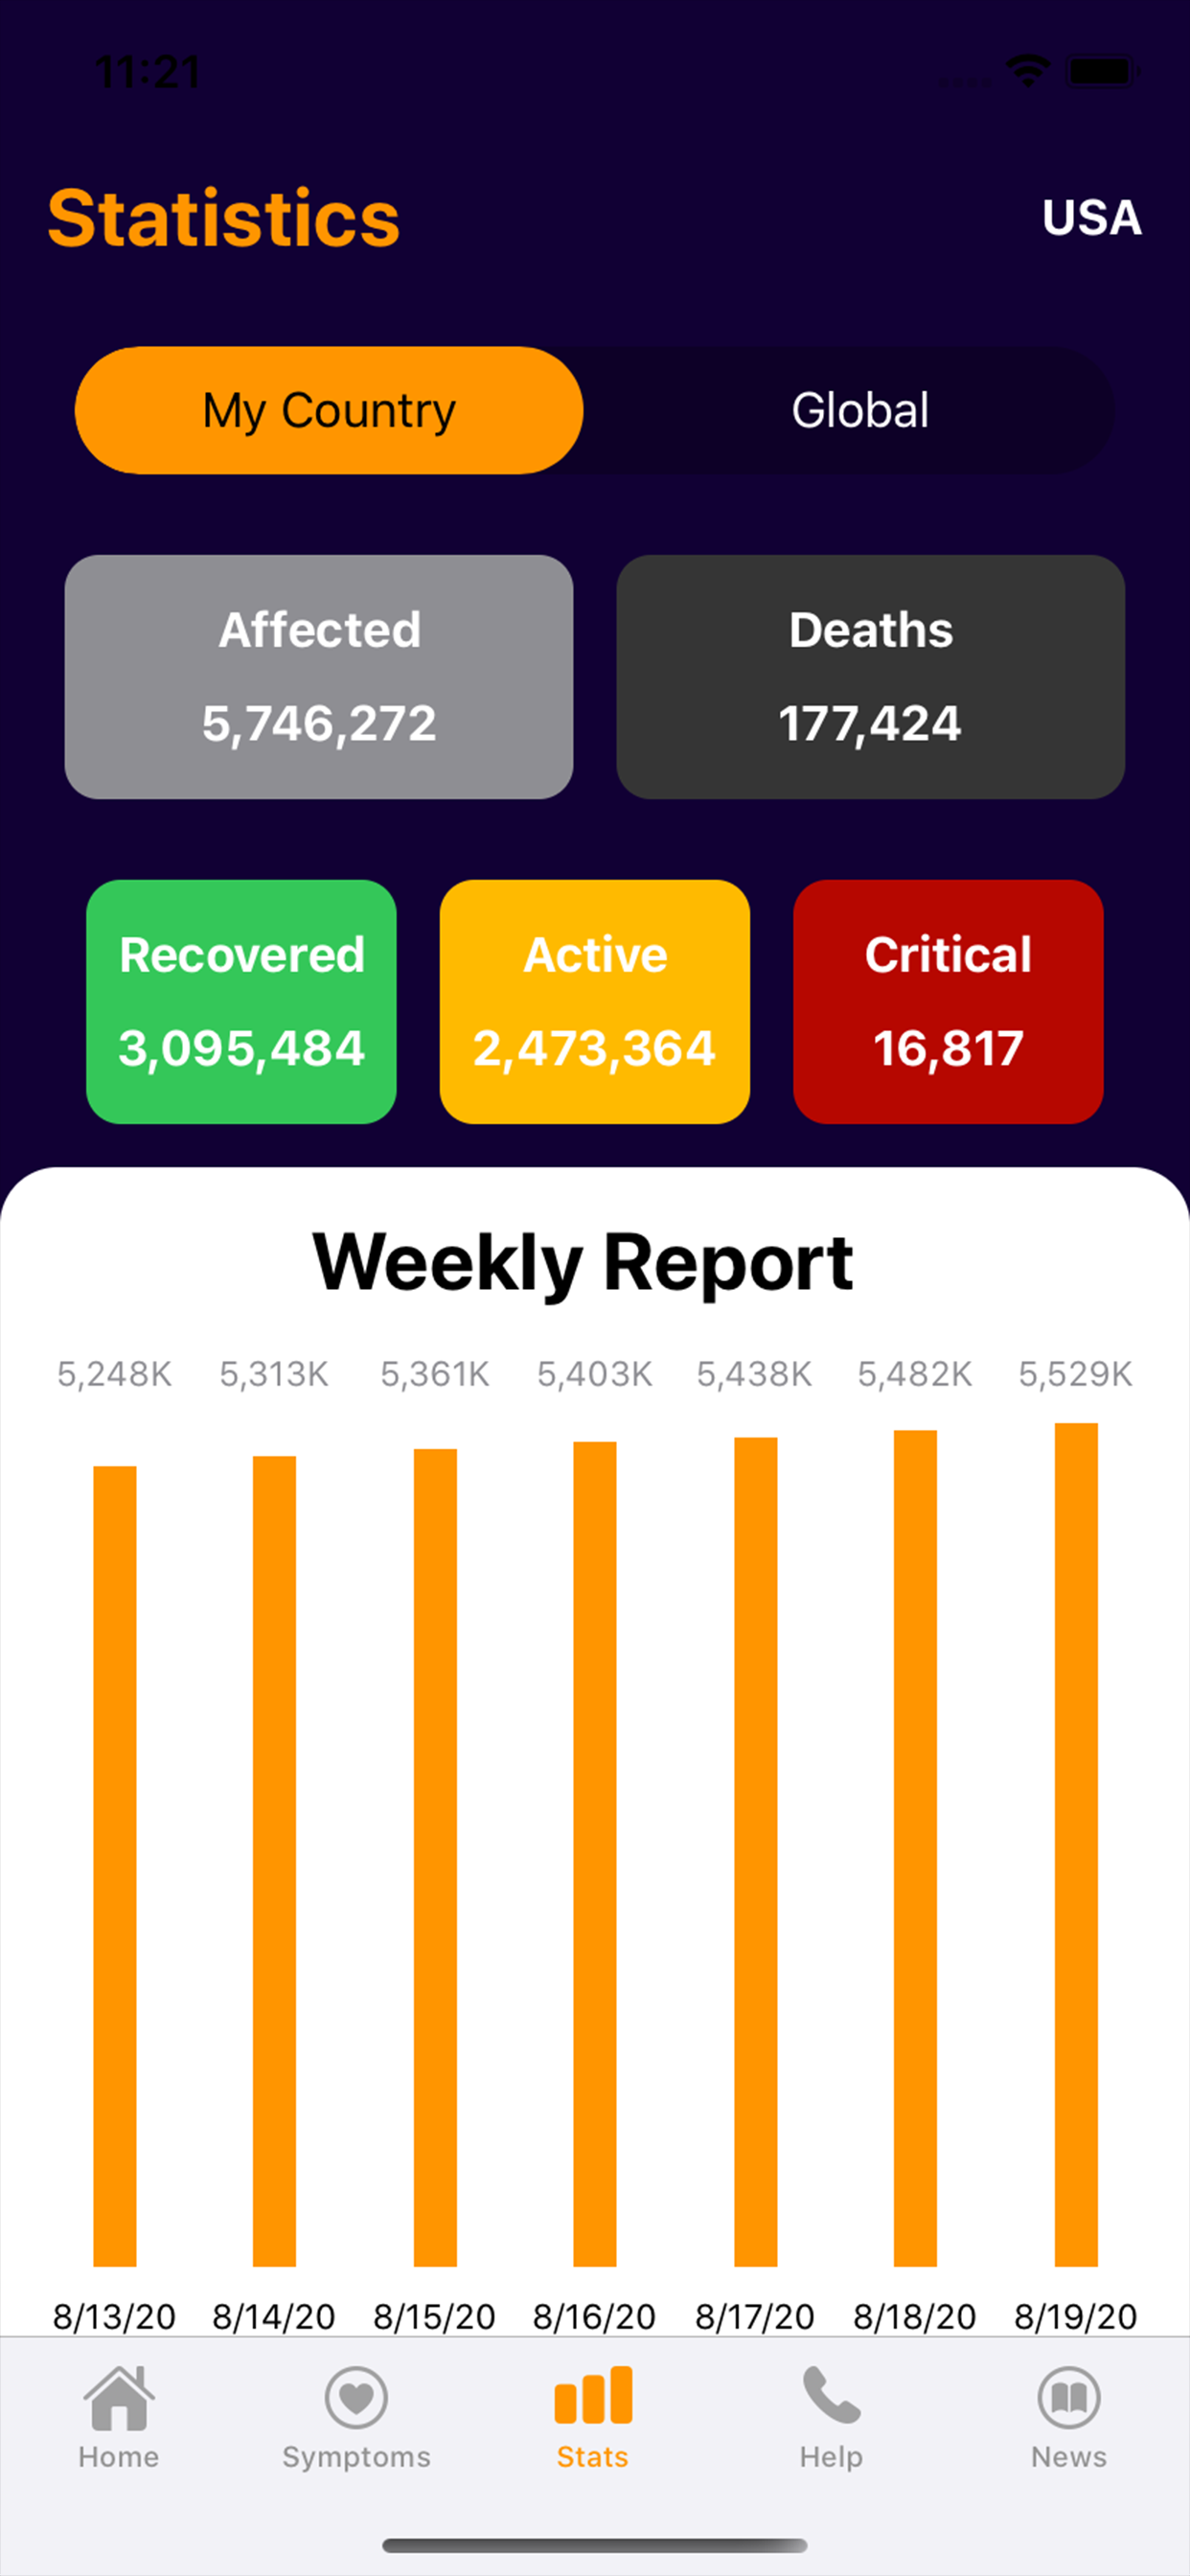 11:21
Statistics
USA
My Country Global
Affected Deaths
5,746,272 177,424
Recovered Active Critical
3,095,484 2,473,364 16,817
Weekly Report
5,248K 5,313K 5,361K 5,403K 5,438K 5,482K 5,529K
8/13/20 8/14/20 8/15/20 8/16/20 8/17/20 8/18/20 8/19/20
Home Symptoms Stats Help News